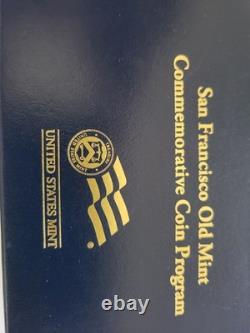 San Francisco Old Mint
Commemorative Coin Program
UNITED STATES MINT